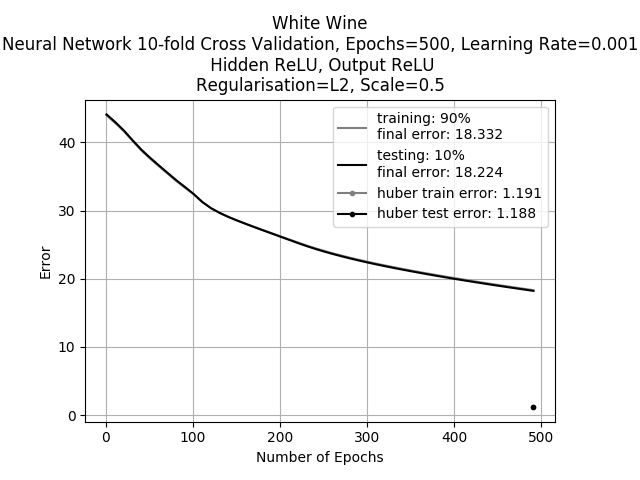 White Wine
Neural Network 10-fold Cross Validation, Epochs=500, Learning Rate=0.001
Hidden ReLU, Output ReLU
Regularisation=L2, Scale=0.5
training: 90%
final error: 18.332
testing: 10%
final error: 18.224
huber train error: 1.191
huber test error: 1.188
Error
40
30
20
10
0
0 100 200 300 400 500
Number of Epochs